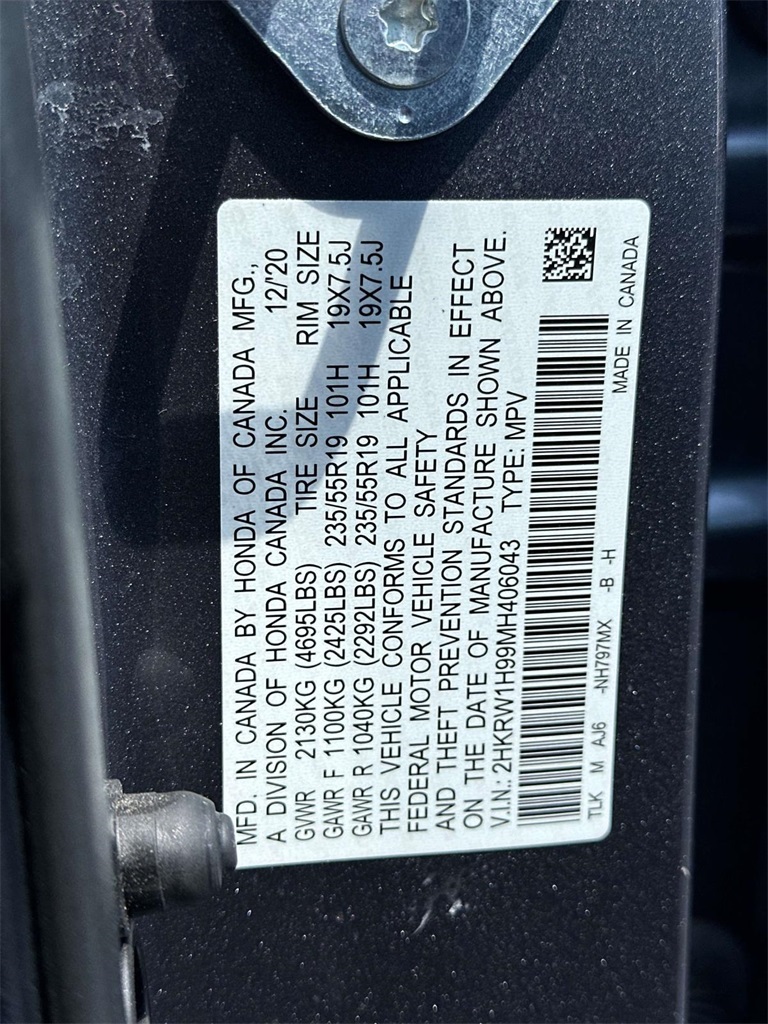 MFD. IN CANADA BY HONDA OF CANADA MFG.,
A DIVISION OF HONDA CANADA INC. 12/'20
GVWR 2130KG (4695LBS) TIRE SIZE RIM SIZE
GAWR F 1100KG (2425LBS) 235/55R19 101H 19X7.5J
GAWR R 1040KG (2292LBS) 235/55R19 101H 19X7.5J
THIS VEHICLE CONFORMS TO ALL APPLICABLE
FEDERAL MOTOR VEHICLE SAFETY
AND THEFT PREVENTION STANDARDS IN EFFECT
ON THE DATE OF MANUFACTURE SHOWN ABOVE.
V.I.N.: 2HKRW1H99MH406043 TYPE: MPV
TLK M AJ6 -NH797MX -B -H MADE IN CANADA